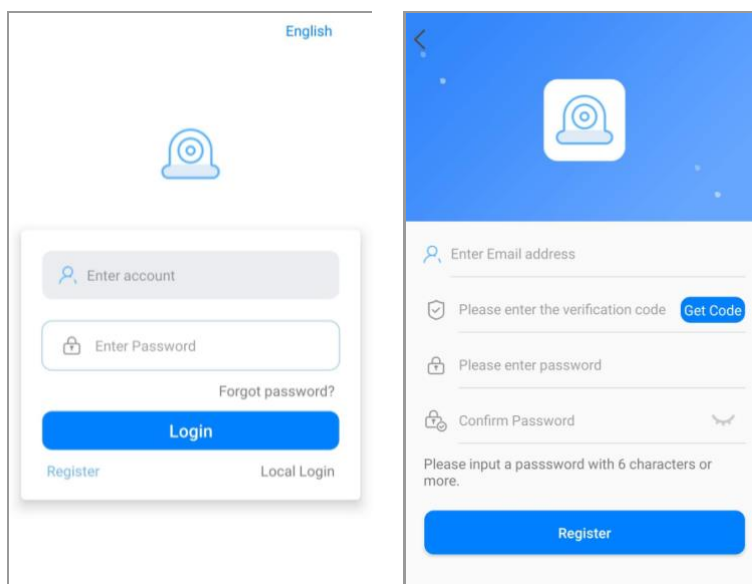 English
Enter account
Enter Password
Forgot password?
Login
Register
Local Login
Enter Email address
Please enter the verification code
Get Code
Please enter password
Confirm Password
Please input a passsword with 6 characters or
more.
Register